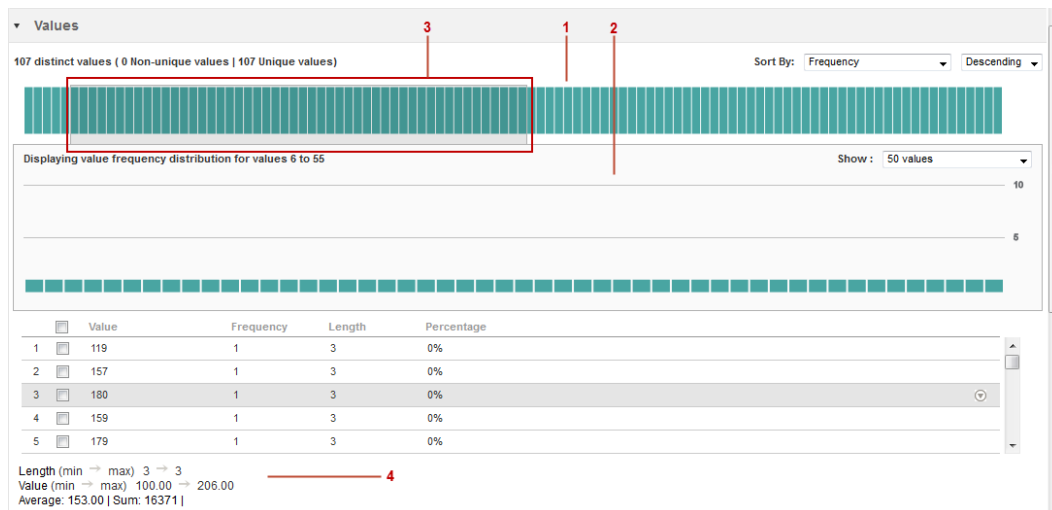 Values
3 1 2
107 distinct values ( 0 Non-unique values | 107 Unique values) Sort By: Frequency Descending
Displaying value frequency distribution for values 6 to 55 Show : 50 values
10
5
Value Frequency Length Percentage
1 119 1 3 0%
2 157 1 3 0%
3 180 1 3 0%
4 159 1 3 0%
5 179 1 3 0%
Length (min → max) 3 → 3
Value (min → max) 100.00 → 206.00
4
Average: 153.00 | Sum: 16371 |